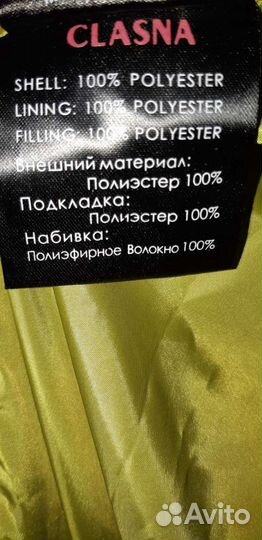 CLASNA
SHELL: 100% POLYESTER
LINING: 100% POLYESTER
FILLING: 100% POLYESTER
Внешний материал:
Полиэстер 100%
Подкладка:
Полиэстер 100%
Набивка:
Полиэфирное Волокно 100%
Avito